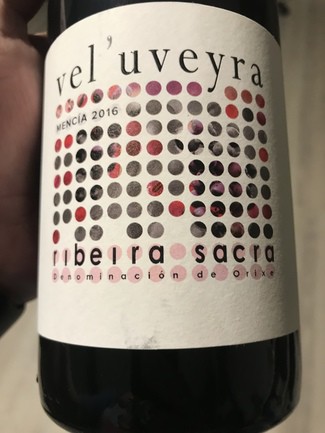 vel'uveyra
MENCÍA 2016
ribeira sacra
Denominación de Orixe